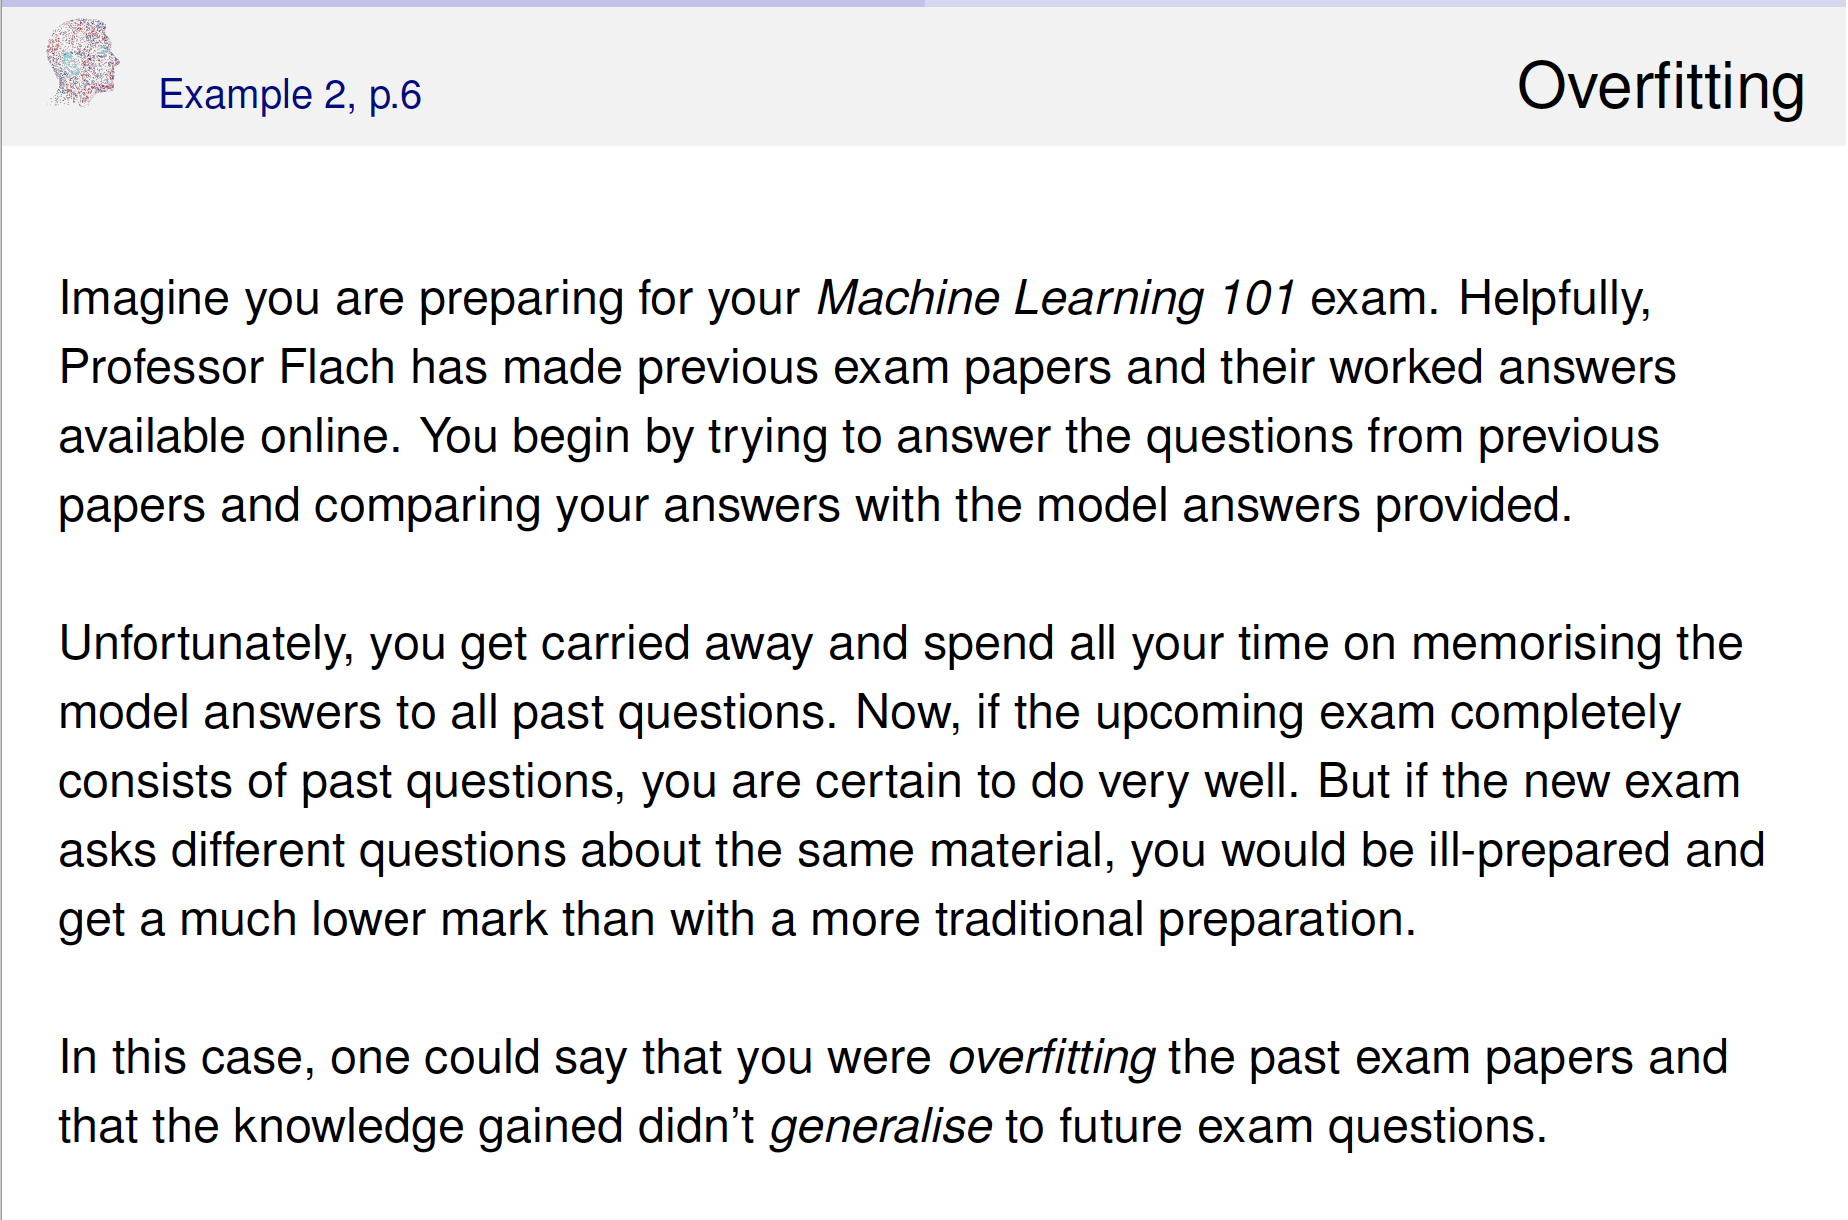 Example 2, p.6
Overfitting
Imagine you are preparing for your Machine Learning 101 exam. Helpfully,
Professor Flach has made previous exam papers and their worked answers
available online. You begin by trying to answer the questions from previous
papers and comparing your answers with the model answers provided.
Unfortunately, you get carried away and spend all your time on memorising the
model answers to all past questions. Now, if the upcoming exam completely
consists of past questions, you are certain to do very well. But if the new exam
asks different questions about the same material, you would be ill-prepared and
get a much lower mark than with a more traditional preparation.
In this case, one could say that you were overfitting the past exam papers and
that the knowledge gained didn’t generalise to future exam questions.